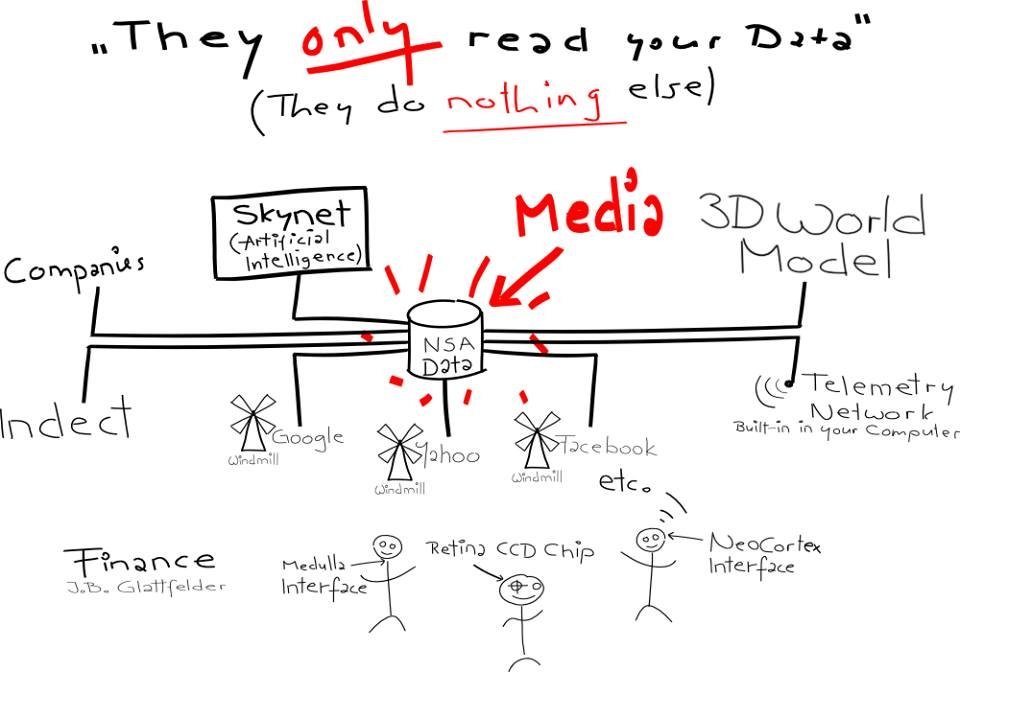 „They only read your Data"
(They do nothing else)
Media
Skynet
(Artificial
Intelligence)
3D World
Model
Companies
NSA
Data
Indect
Google
Windmill
Yahoo
Windmill
Facebook
Windmill
etc.
Telemetry
Network
Built-in in your Computer
Finance
J.B. Glattfelder
Medulla
Interface
Retina CCD Chip
NeoCortex
Interface